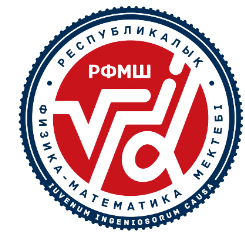 • РЕСПУБЛИКАЛЫҚ •
РФМШ
ФИЗИКА-МАТЕМАТИКА МЕКТЕБІ
IUVENUM INGENIOSORUM CAUSA